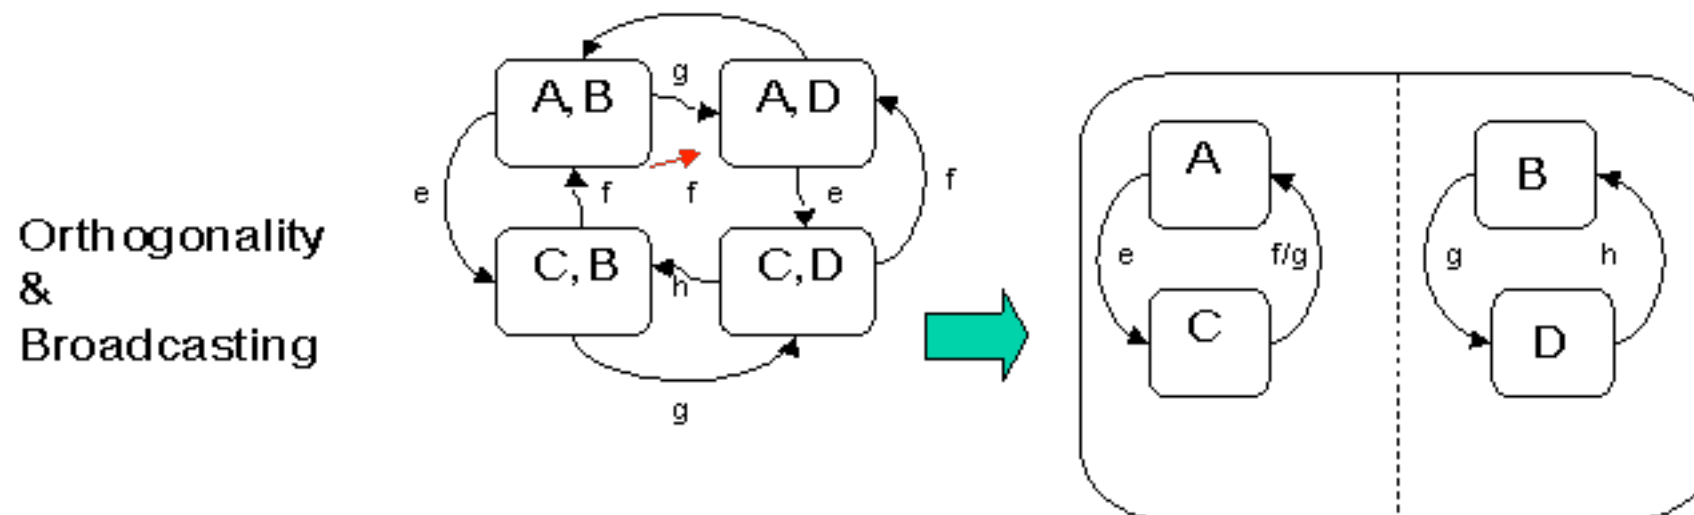 Orthogonality
&
Broadcasting
g
A, B
A, D
e
f
f
e
f
C, B
C, D
h
g
A
B
e
f/g
g
h
C
D